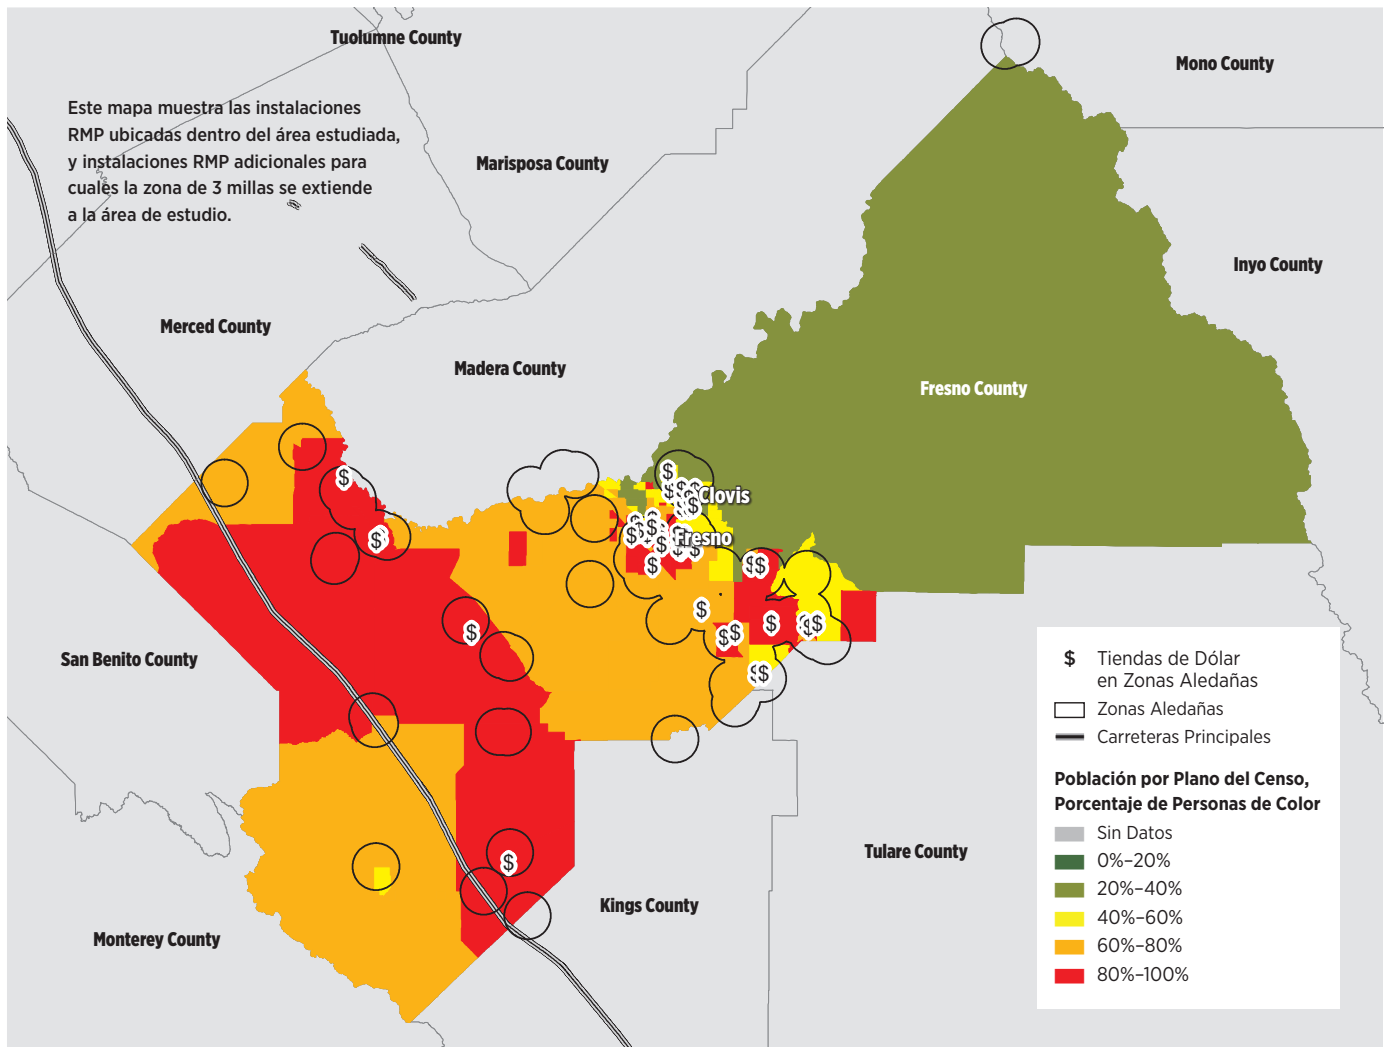 Tuolumne County
Mono County
Este mapa muestra las instalaciones
RMP ubicadas dentro del área estudiada,
y instalaciones RMP adicionales para
cuales la zona de 3 millas se extiende
a la área de estudio.
Marisposa County
Inyo County
Merced County
Madera County
Fresno County
Clovis
Fresno
San Benito County
Tulare County
Kings County
Monterey County
$ Tiendas de Dólar
en Zonas Aledañas
Zonas Aledañas
Carreteras Principales
Población por Plano del Censo,
Porcentaje de Personas de Color
Sin Datos
0%–20%
20%–40%
40%–60%
60%–80%
80%–100%